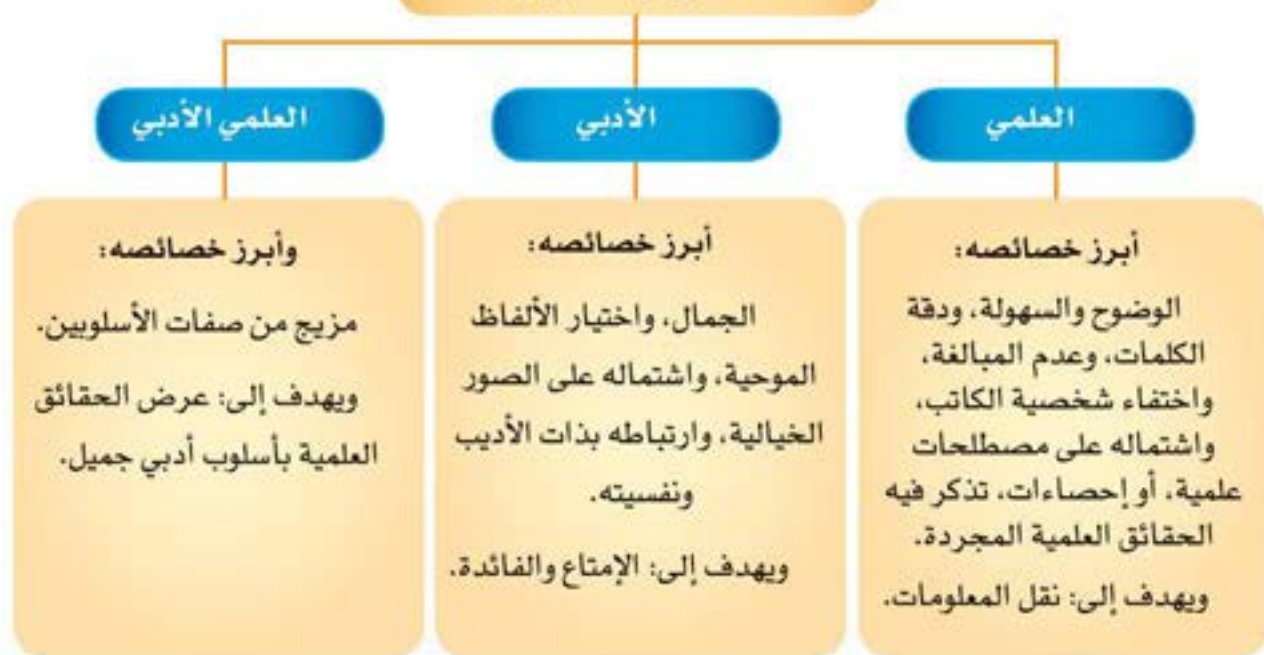 العلمي
الأدبي
العلمي الأدبي
أبرز خصائصه:
الوضوح والسهولة، ودقة
الكلمات، وعدم المبالغة،
واختفاء شخصية الكاتب،
واشتماله على مصطلحات
علمية، أو إحصاءات، تذكر فيه
الحقائق العلمية المجردة.
ويهدف إلى: نقل المعلومات.
أبرز خصائصه:
الجمال، واختيار الألفاظ
الموحية، واشتماله على الصور
الخيالية، وارتباطه بذات الأديب
ونفسيته.
ويهدف إلى: الإمتاع والفائدة.
وأبرز خصائصه:
مزيج من صفات الأسلوبين.
ويهدف إلى: عرض الحقائق
العلمية بأسلوب أدبي جميل.